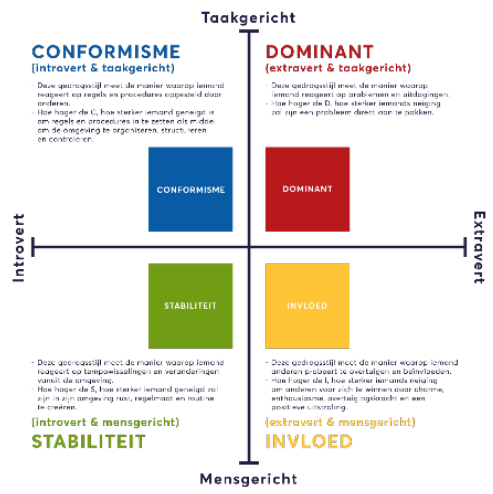 Taakgericht
CONFORMISME
(introvert & taakgericht)
- Deze gedragsstijl meet de manier waarop iemand
reageert op regels en procedures opgesteld door
anderen.
- Hoe hoger de C, hoe sterker iemand geneigd is
om regels en procedures in te zetten als middel
om de omgeving te organiseren, structureren
en controleren.
DOMINANT
(extravert & taakgericht)
- Deze gedragsstijl meet de manier waarop
iemand reageert op problemen en uitdagingen.
- Hoe hoger de D, hoe sterker iemands neiging
zal zijn een probleem direct aan te pakken.
CONFORMISME
DOMINANT
Introvert
Extravert
STABILITEIT
INVLOED
- Deze gedragsstijl meet de manier waarop iemand
reageert op tempowisselingen en veranderingen
vanuit de omgeving.
- Hoe hoger de S, hoe sterker iemand geneigd zal
zijn in zijn omgeving rust, regelmaat en routine
te creëren.
(introvert & mensgericht)
STABILITEIT
- Deze gedragsstijl meet de manier waarop iemand
anderen probeert te overtuigen en beïnvloeden.
- Hoe hoger de I, hoe sterker iemands neiging
om anderen voor zich te winnen door charme,
enthousiasme, overtuigingskracht en een
positieve uitstraling.
(extravert & mensgericht)
INVLOED
Mensgericht